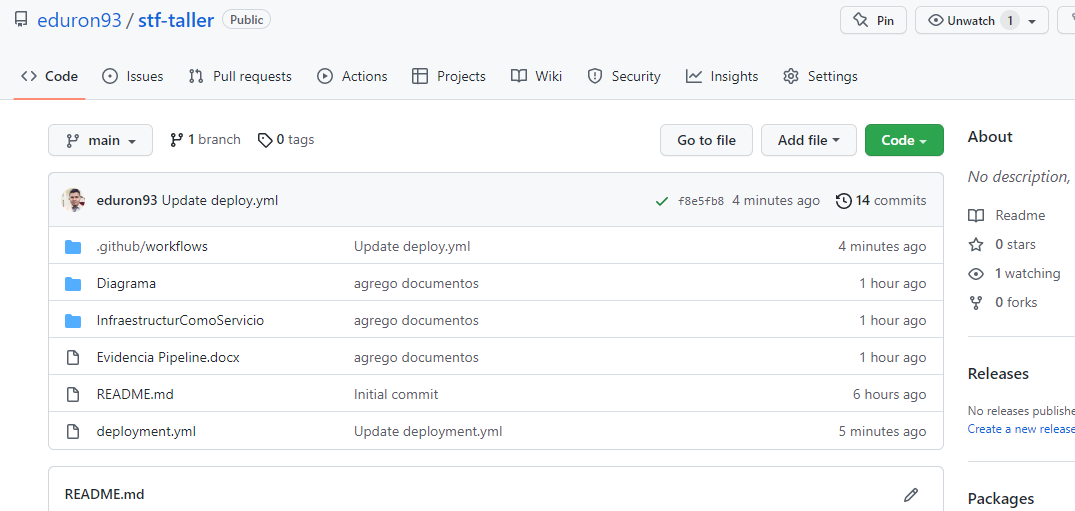 eduron93 / stf-taller Public Pin Unwatch 1
Code Issues Pull requests Actions Projects Wiki Security Insights Settings
main 1 branch 0 tags Go to file Add file Code
eduron93 Update deploy.yml f8e5fb8 4 minutes ago 14 commits
.github/workflows Update deploy.yml 4 minutes ago
Diagrama agrego documentos 1 hour ago
InfraestructurComoServicio agrego documentos 1 hour ago
Evidencia Pipeline.docx agrego documentos 1 hour ago
README.md Initial commit 6 hours ago
deployment.yml Update deployment.yml 5 minutes ago
README.md
About
No description,
Readme
0 stars
1 watching
0 forks
Releases
No releases publishe
Create a new release
Packages